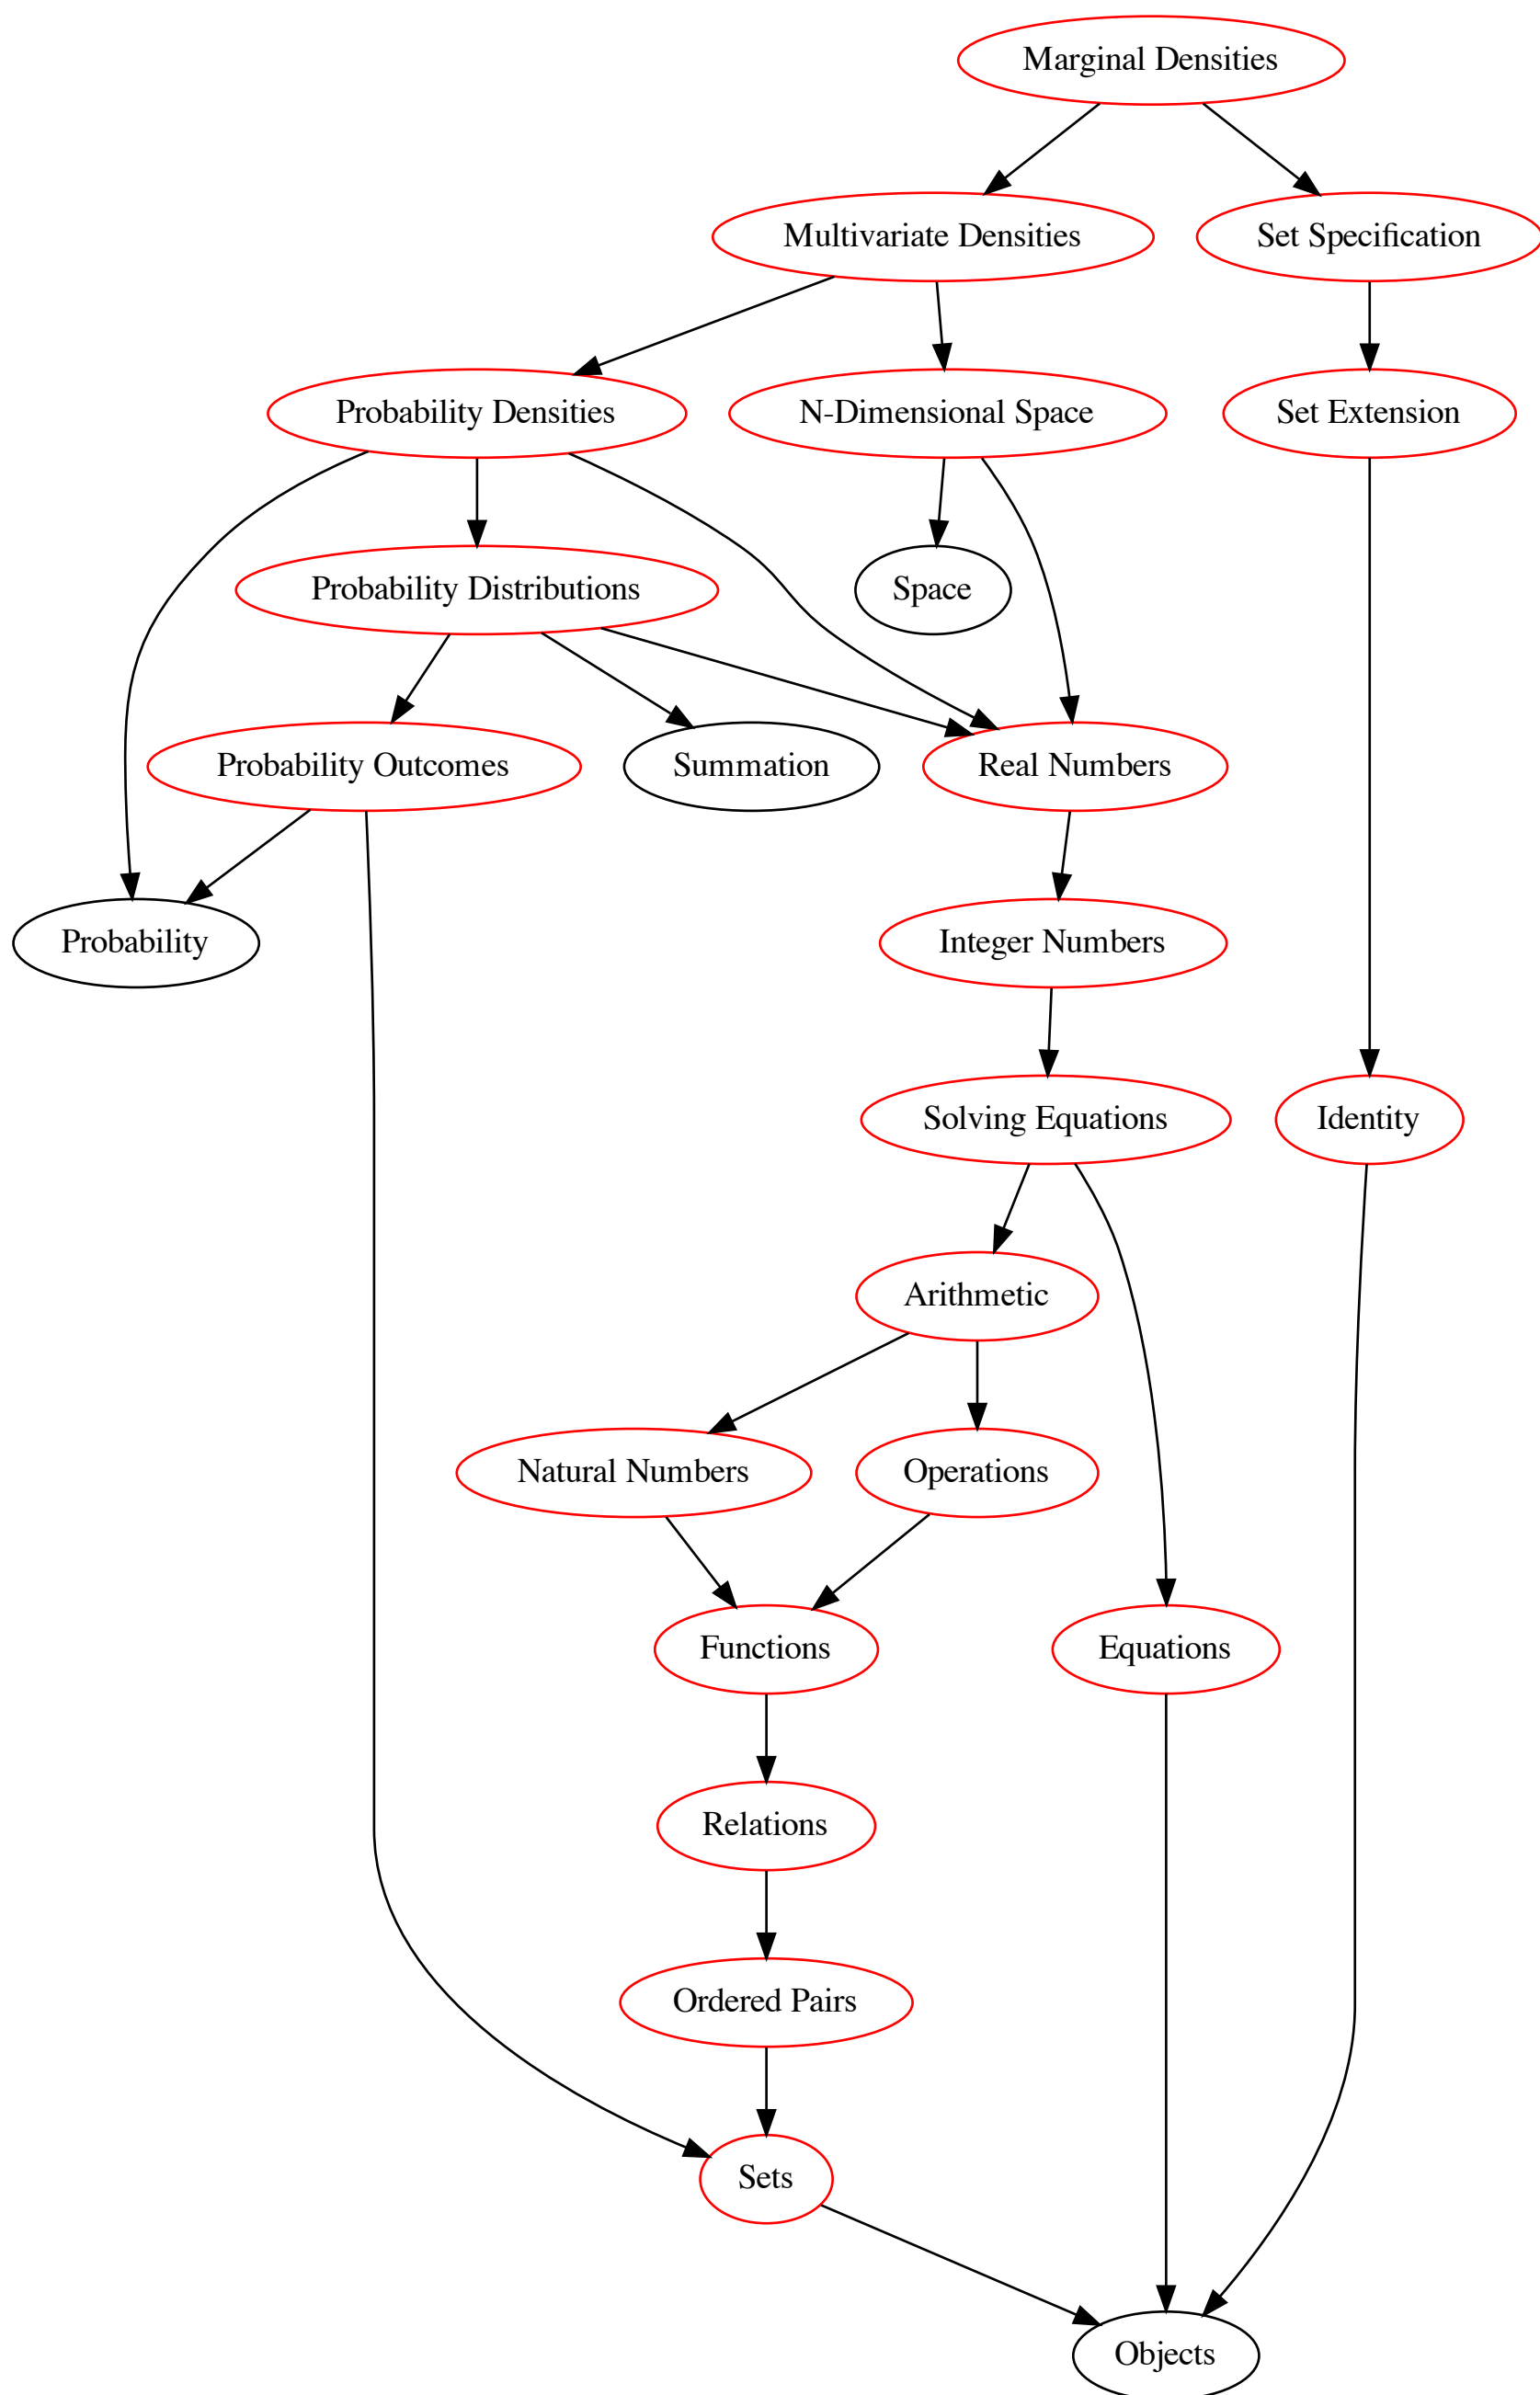 Marginal Densities
Multivariate Densities
Set Specification
Probability Densities
N-Dimensional Space
Set Extension
Probability Distributions
Space
Probability Outcomes
Summation
Real Numbers
Probability
Integer Numbers
Solving Equations
Identity
Arithmetic
Natural Numbers
Operations
Functions
Equations
Relations
Ordered Pairs
Sets
Objects